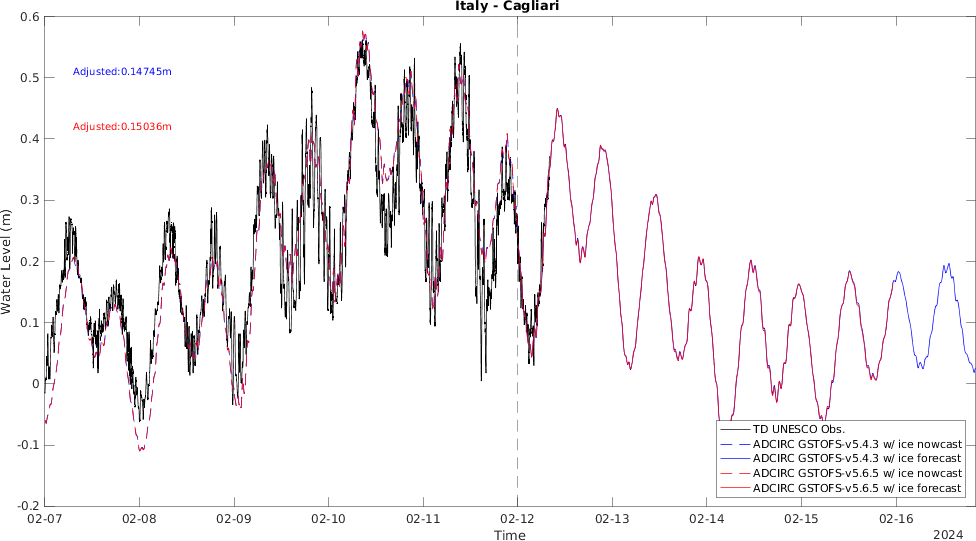 Italy - Cagliari
0.6
0.5
0.4
0.3
0.2
0.1
0
-0.1
-0.2
Water Level (m)
Adjusted:0.14745m
Adjusted:0.15036m
TD UNESCO Obs.
ADCIRC GSTOFS-v5.4.3 w/ ice nowcast
ADCIRC GSTOFS-v5.4.3 w/ ice forecast
ADCIRC GSTOFS-v5.6.5 w/ ice nowcast
ADCIRC GSTOFS-v5.6.5 w/ ice forecast
02-07 02-08 02-09 02-10 02-11 02-12 02-13 02-14 02-15 02-16
Time
2024